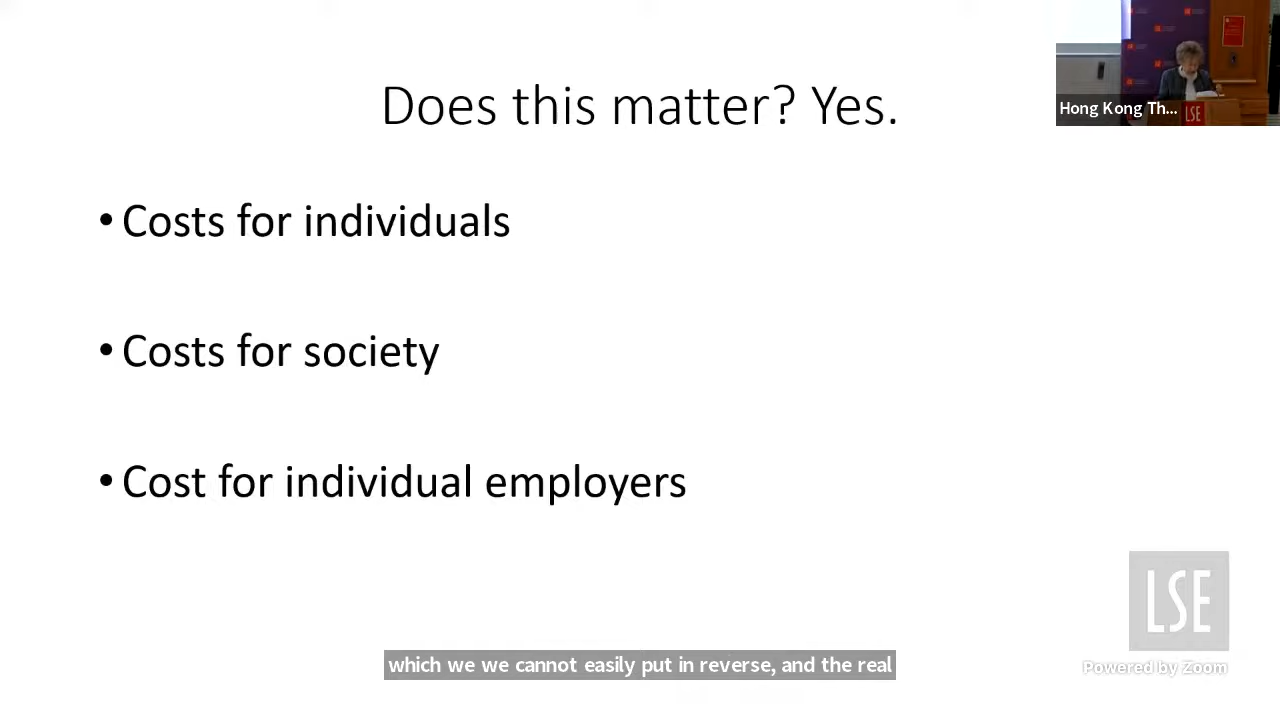 Does this matter? Yes.
Hong Kong Th...
LSE
• Costs for individuals
• Costs for society
• Cost for individual employers
LSE
which we we cannot easily put in reverse, and the real
Powered by Zoom